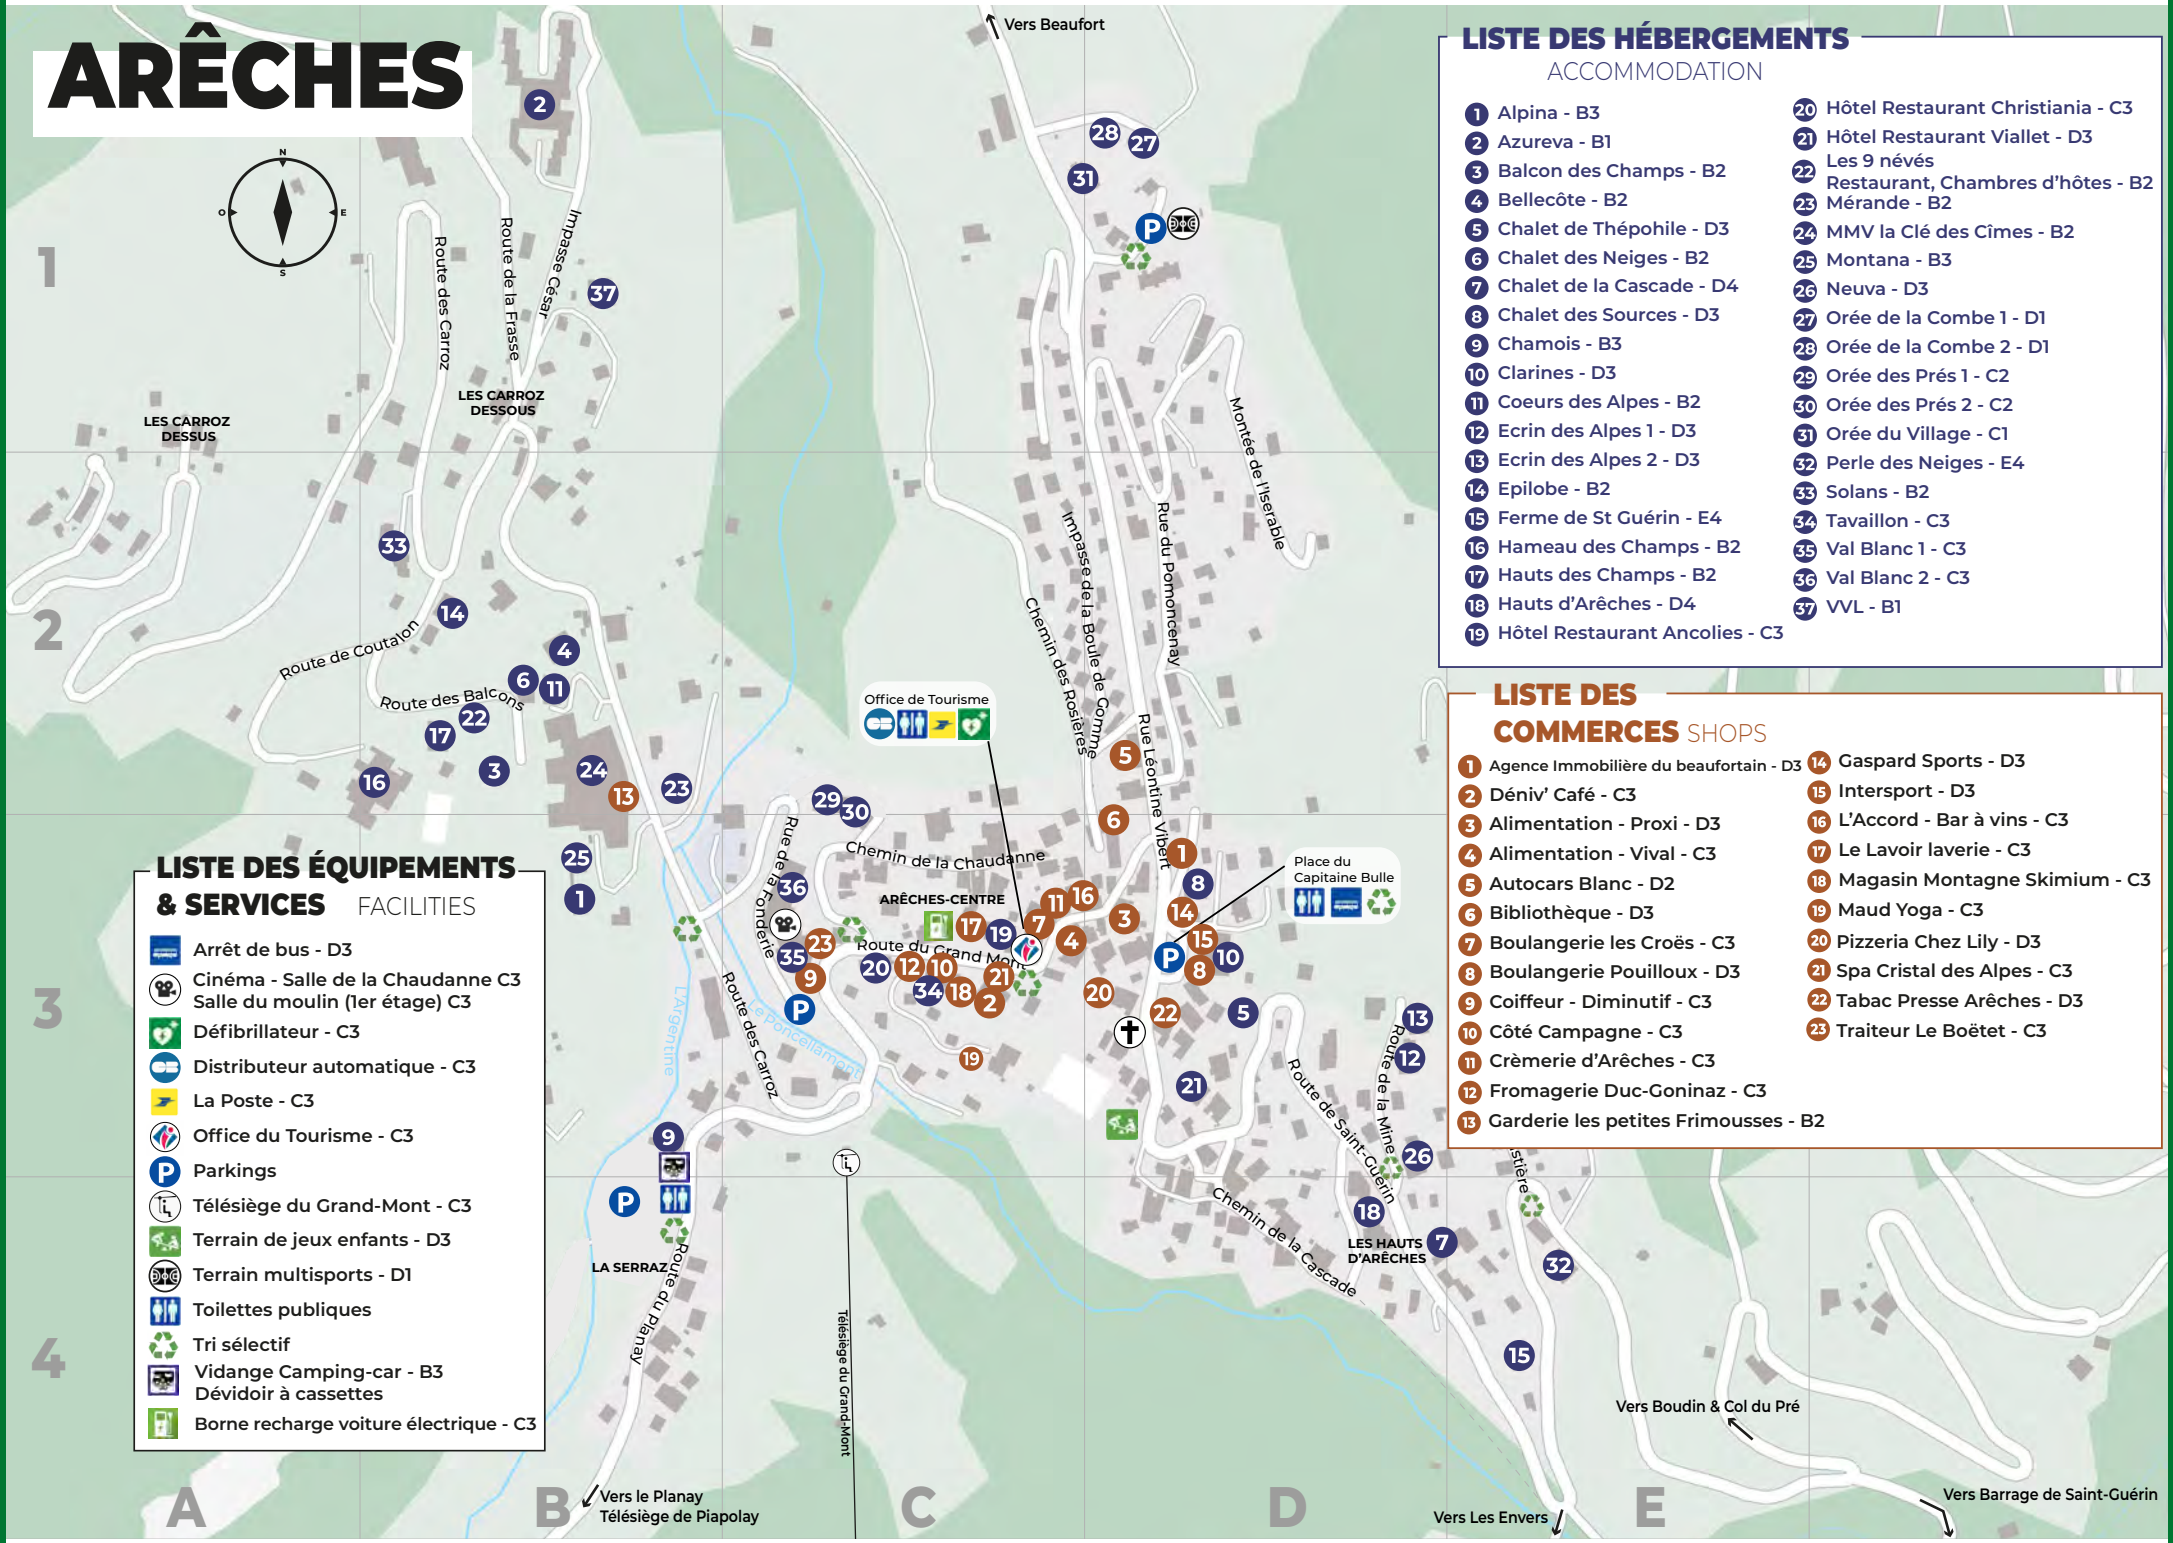 ARÊCHES
N
O
E
S
1
2
3
4
A
B
C
D
E
Vers Beaufort
LES CARROZ
DESSUS
LES CARROZ
DESSOUS
Route des Carroz
Route de la Frasse
Impasse César
Route de Coutalon
Route des Balcons
Montée de l'Iserable
Impasse de la Boule de Gomme
Rue du Pomoncenay
Chemin des Rosières
Rue Léontine Vibert
Office de Tourisme
Rue de la Fonderie
Chemin de la Chaudanne
ARÊCHES-CENTRE
Route du Grand Mont
Place du
Capitaine Bulle
Route des Carroz
L'Argentine
Le Poncellamont
Route de Saint-Guérin
Route de la Mine
stière
Chemin de la Cascade
LES HAUTS
D'ARÊCHES
LA SERRAZ
Route du Planay
Télésiège du Grand-Mont
Vers le Planay
Télésiège de Piapolay
Vers Les Envers
Vers Boudin & Col du Pré
Vers Barrage de Saint-Guérin
LISTE DES HÉBERGEMENTS
ACCOMMODATION
1 Alpina - B3
2 Azureva - B1
3 Balcon des Champs - B2
4 Bellecôte - B2
5 Chalet de Thépohile - D3
6 Chalet des Neiges - B2
7 Chalet de la Cascade - D4
8 Chalet des Sources - D3
9 Chamois - B3
10 Clarines - D3
11 Coeurs des Alpes - B2
12 Ecrin des Alpes 1 - D3
13 Ecrin des Alpes 2 - D3
14 Epilobe - B2
15 Ferme de St Guérin - E4
16 Hameau des Champs - B2
17 Hauts des Champs - B2
18 Hauts d'Arêches - D4
19 Hôtel Restaurant Ancolies - C3
20 Hôtel Restaurant Christiania - C3
21 Hôtel Restaurant Viallet - D3
22 Les 9 névés
Restaurant, Chambres d'hôtes - B2
23 Mérande - B2
24 MMV la Clé des Cîmes - B2
25 Montana - B3
26 Neuva - D3
27 Orée de la Combe 1 - D1
28 Orée de la Combe 2 - D1
29 Orée des Prés 1 - C2
30 Orée des Prés 2 - C2
31 Orée du Village - C1
32 Perle des Neiges - E4
33 Solans - B2
34 Tavaillon - C3
35 Val Blanc 1 - C3
36 Val Blanc 2 - C3
37 VVL - B1
LISTE DES
COMMERCES SHOPS
1 Agence Immobilière du beaufortain - D3
2 Déniv' Café - C3
3 Alimentation - Proxi - D3
4 Alimentation - Vival - C3
5 Autocars Blanc - D2
6 Bibliothèque - D3
7 Boulangerie les Croës - C3
8 Boulangerie Pouilloux - D3
9 Coiffeur - Diminutif - C3
10 Côté Campagne - C3
11 Crèmerie d'Arêches - C3
12 Fromagerie Duc-Goninaz - C3
13 Garderie les petites Frimousses - B2
14 Gaspard Sports - D3
15 Intersport - D3
16 L'Accord - Bar à vins - C3
17 Le Lavoir laverie - C3
18 Magasin Montagne Skimium - C3
19 Maud Yoga - C3
20 Pizzeria Chez Lily - D3
21 Spa Cristal des Alpes - C3
22 Tabac Presse Arêches - D3
23 Traiteur Le Boëtet - C3
LISTE DES ÉQUIPEMENTS
& SERVICES FACILITIES
Arrêt de bus - D3
Cinéma - Salle de la Chaudanne C3
Salle du moulin (1er étage) C3
Défibrillateur - C3
Distributeur automatique - C3
La Poste - C3
Office du Tourisme - C3
P Parkings
Télésiège du Grand-Mont - C3
Terrain de jeux enfants - D3
Terrain multisports - D1
Toilettes publiques
Tri sélectif
Vidange Camping-car - B3
Dévidoir à cassettes
Borne recharge voiture électrique - C3